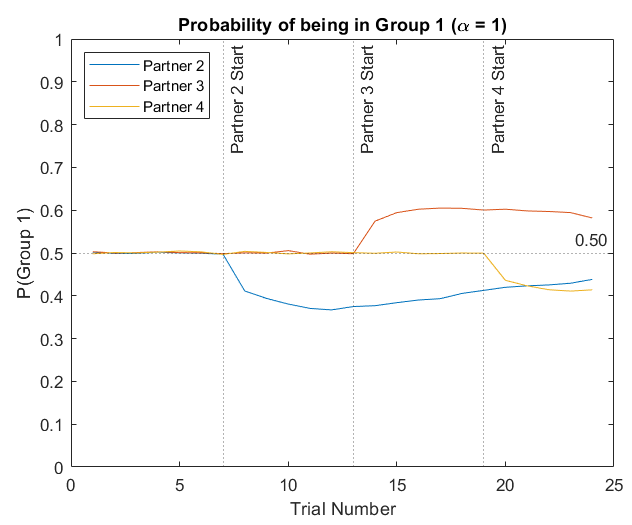 Probability of being in Group 1 (α = 1)
1
0.9
0.8
0.7
0.6
0.5
0.4
0.3
0.2
0.1
0
P(Group 1)
Partner 2
Partner 3
Partner 4
Partner 2 Start
Partner 3 Start
Partner 4 Start
0.50
0 5 10 15 20 25
Trial Number